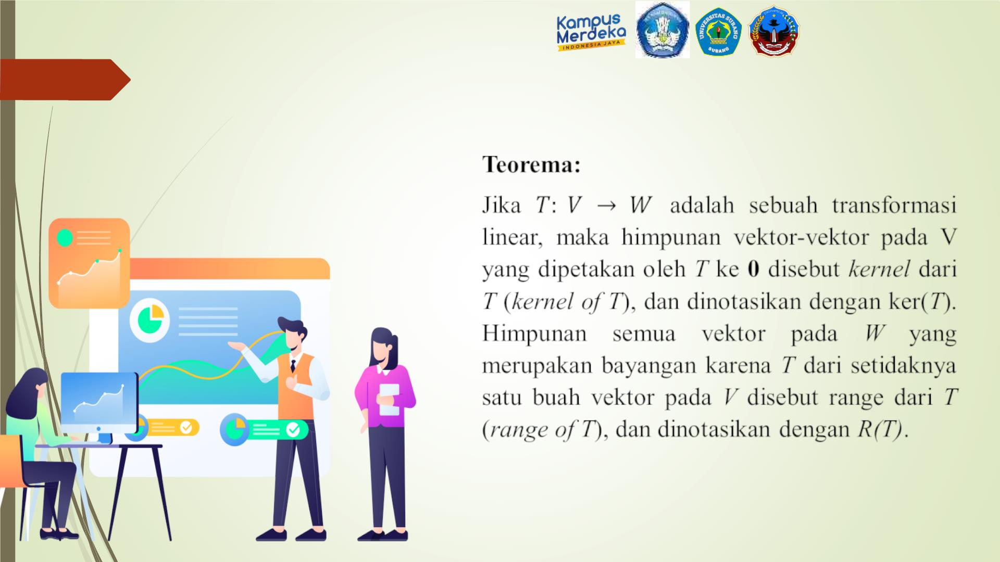 Kampus
Merdeka
INDONESIA JAYA
UNIVERSITAS SUBANG
SUBANG
Teorema:
Jika T: V → W adalah sebuah transformasi
linear, maka himpunan vektor-vektor pada V
yang dipetakan oleh T ke 0 disebut kernel dari
T (kernel of T), dan dinotasikan dengan ker(T).
Himpunan semua vektor pada W yang
merupakan bayangan karena T dari setidaknya
satu buah vektor pada V disebut range dari T
(range of T), dan dinotasikan dengan R(T).